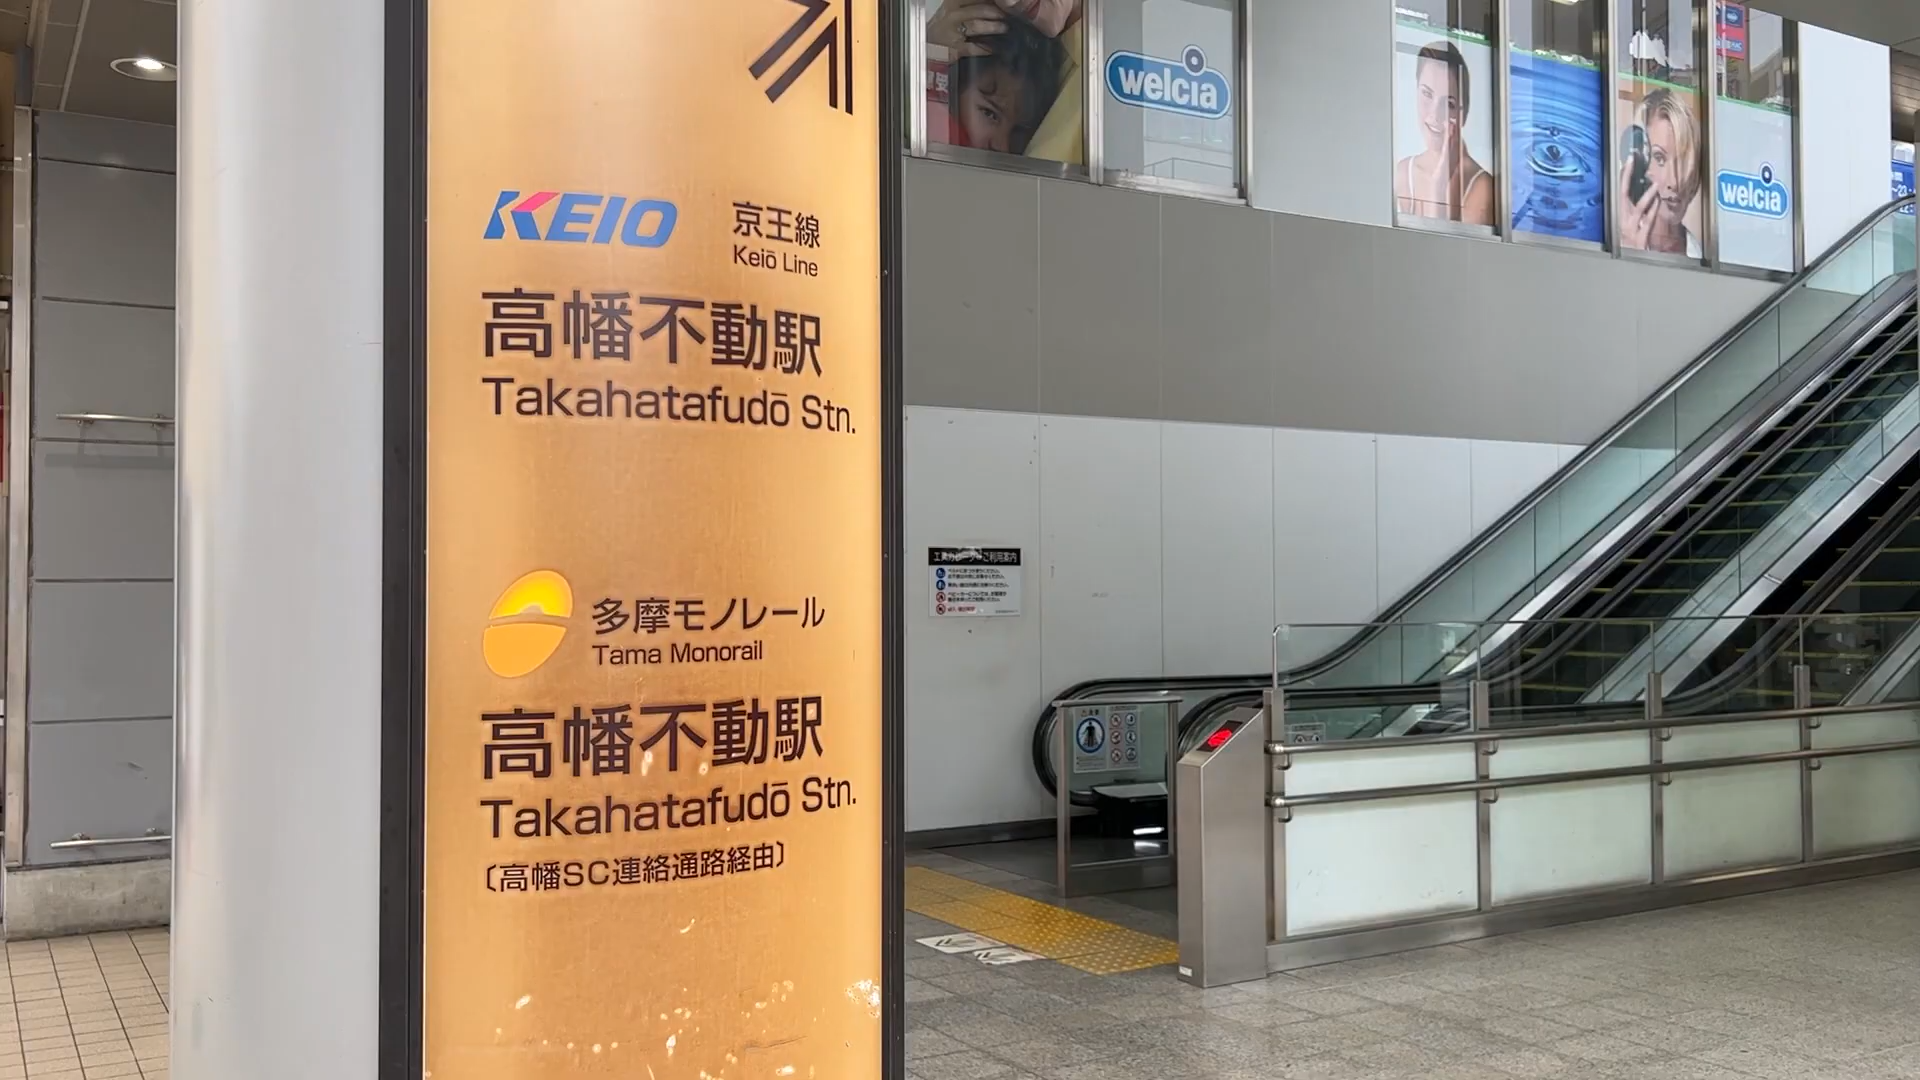 KEIO
京王線
Keiō Line
高幡不動駅
Takahatafudō Stn.
多摩モノレール
Tama Monorail
高幡不動駅
Takahatafudō Stn.
〔高幡SC連絡通路経由〕
welcia
welcia